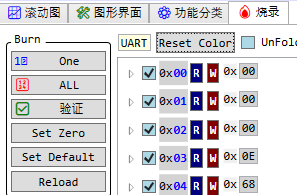 滚动图 图形界面 功能分类 烧录
Burn
One
ALL
验证
Set Zero
Set Default
Reload
UART Reset Color UnFol
0x00 R W 0x 00
0x01 R W 0x 00
0x02 R W 0x 00
0x03 R W 0x 0E
0x04 R W 0x 68